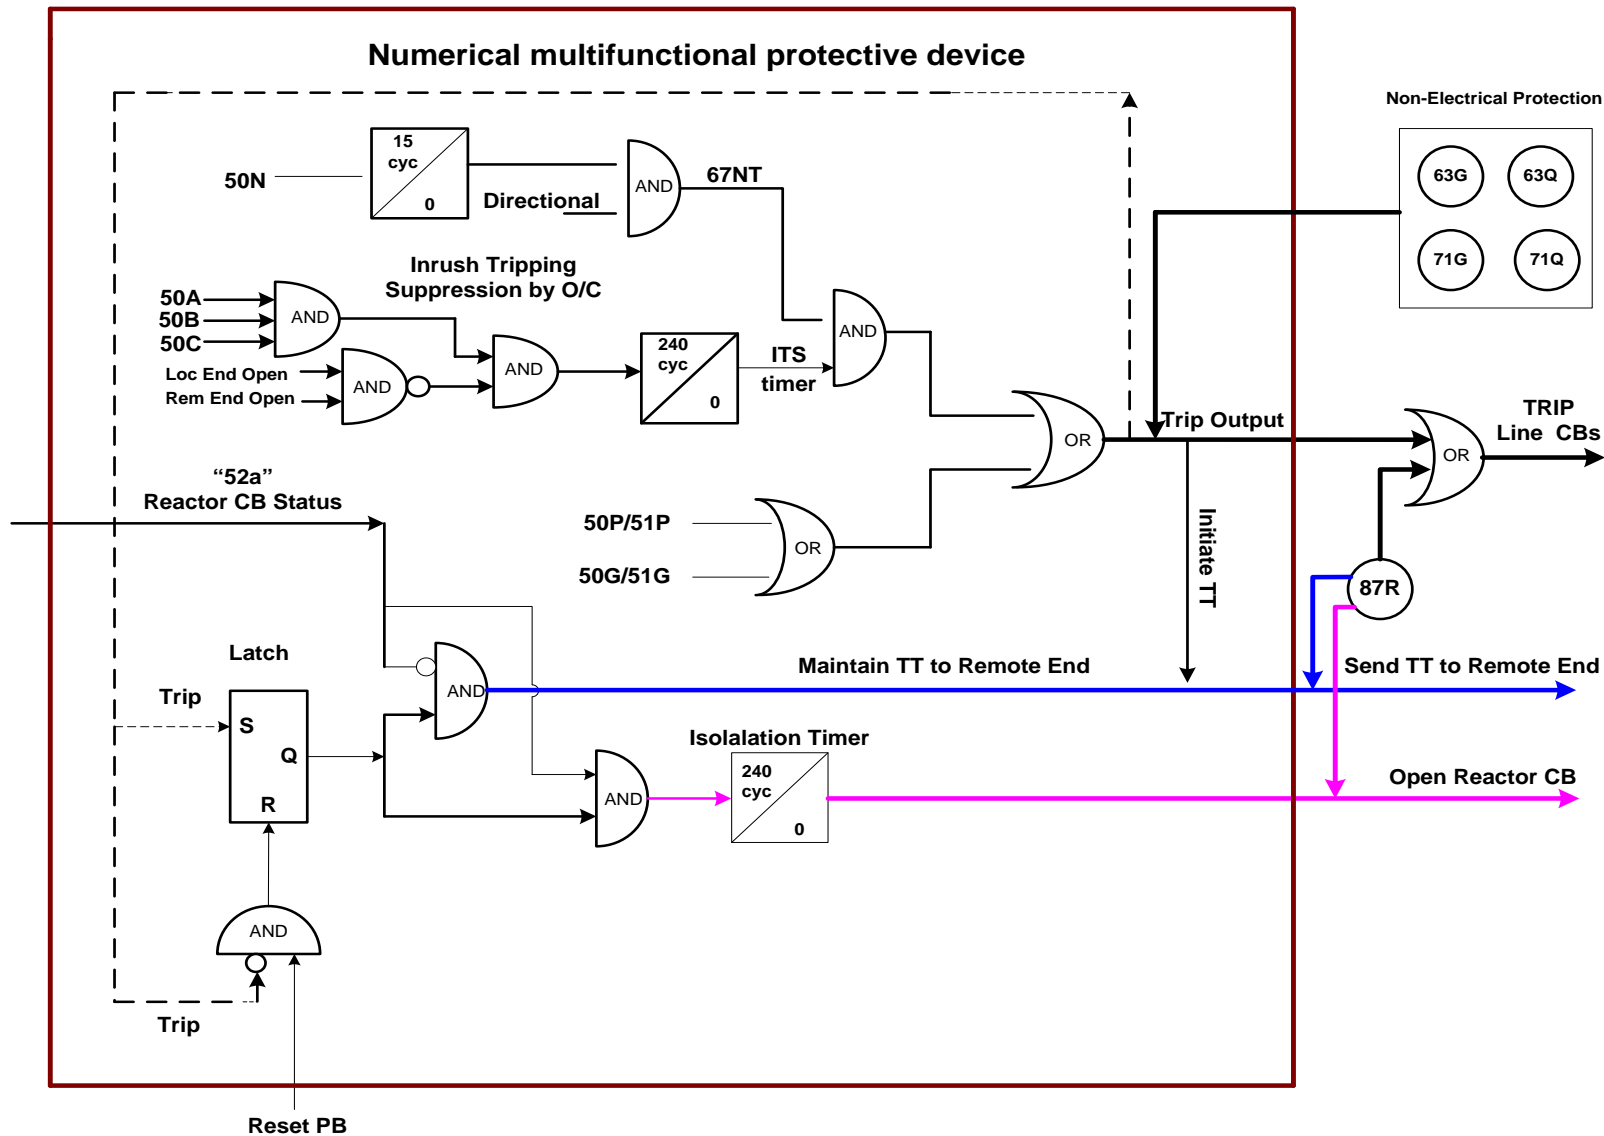 Numerical multifunctional protective device
Non-Electrical Protection
15
cyc
0
50N
Directional
AND
67NT
63G
63Q
71G
71Q
Inrush Tripping
Suppression by O/C
50A
50B
50C
AND
Loc End Open
Rem End Open
AND
AND
240
cyc
0
ITS
timer
AND
OR
Trip Output
OR
TRIP
Line CBs
“52a”
Reactor CB Status
50P/51P
50G/51G
OR
Initiate TT
87R
Latch
Trip
S
Q
R
AND
Maintain TT to Remote End
Send TT to Remote End
Isolalation Timer
AND
240
cyc
0
Open Reactor CB
AND
Trip
Reset PB